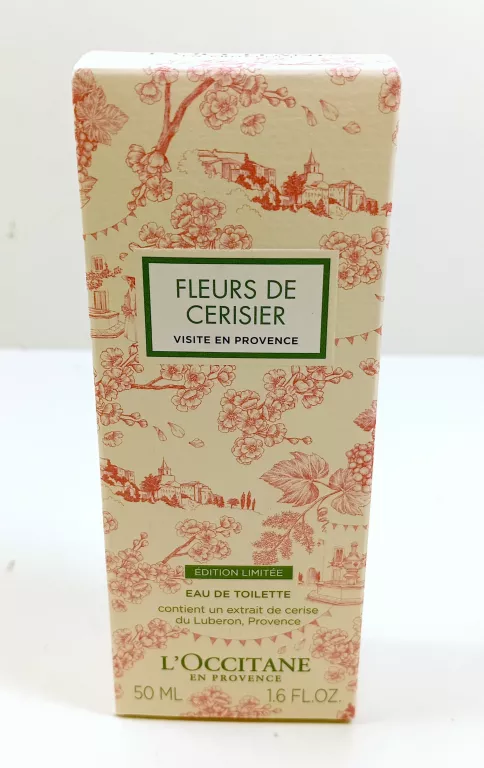 FLEURS DE
CERISIER
VISITE EN PROVENCE
ÉDITION LIMITÉE
EAU DE TOILETTE
contient un extrait de cerise
du Luberon, Provence
L'OCCITANE
EN PROVENCE
50 ML 1.6 FL.OZ.